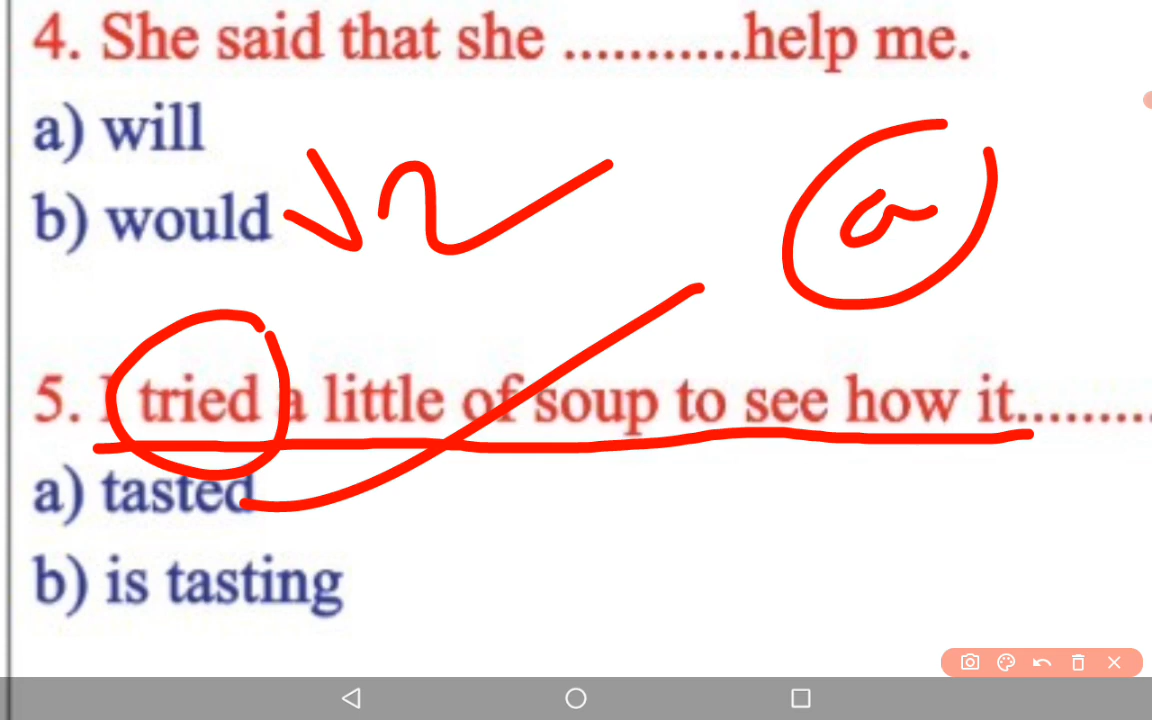 4. She said that she ...........help me.
a) will
b) would
a
5. I tried a little of soup to see how it.........
a) tasted
b) is tasting